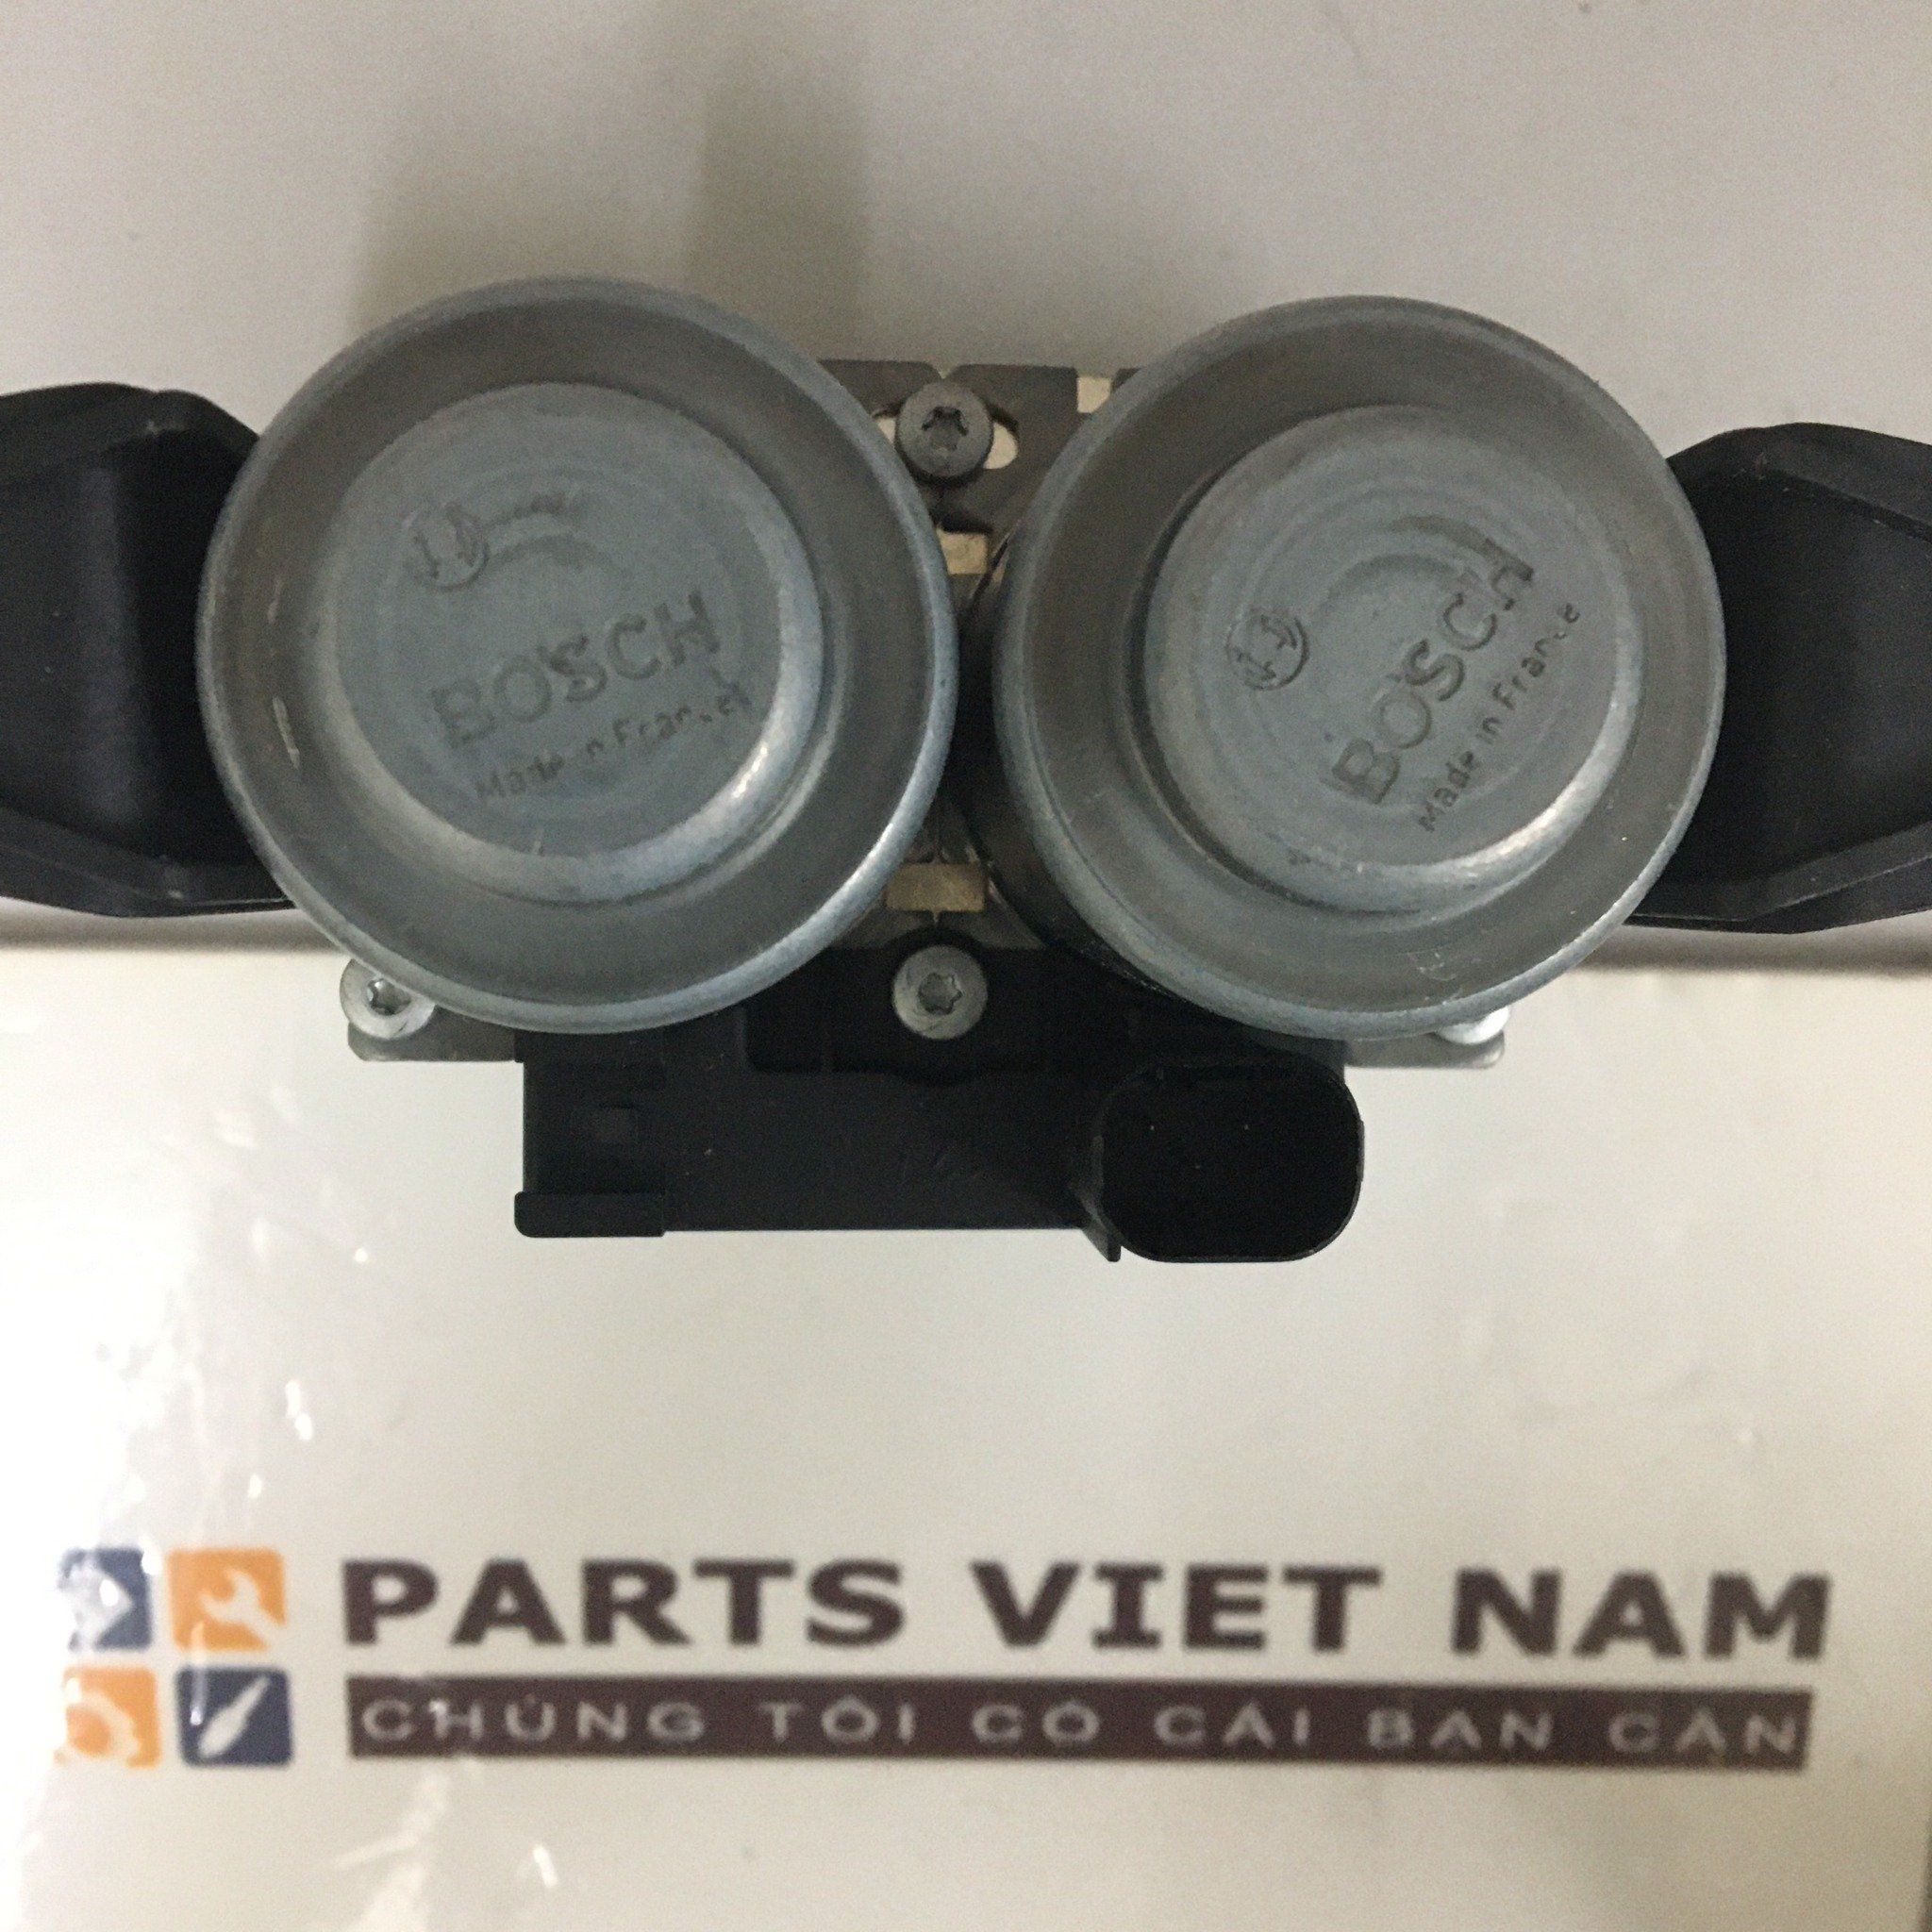 BOSCH
Made in France
BOSCH
Made in France
PARTS VIET NAM
CHÚNG TÔI CÓ CÁI BẠN CẦN